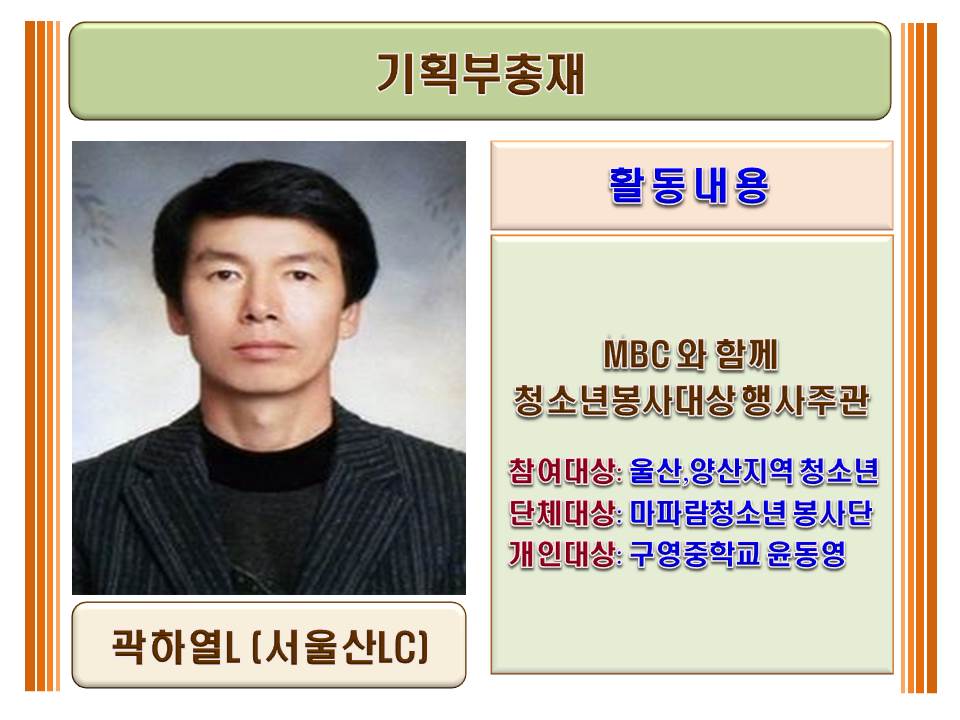 기획부총재
활동내용
MBC와 함께
청소년봉사대상행사주관
참여대상: 울산,양산지역 청소년
단체대상: 마파람청소년 봉사단
개인대상: 구영중학교 윤동영
곽하열L (서울산LC)